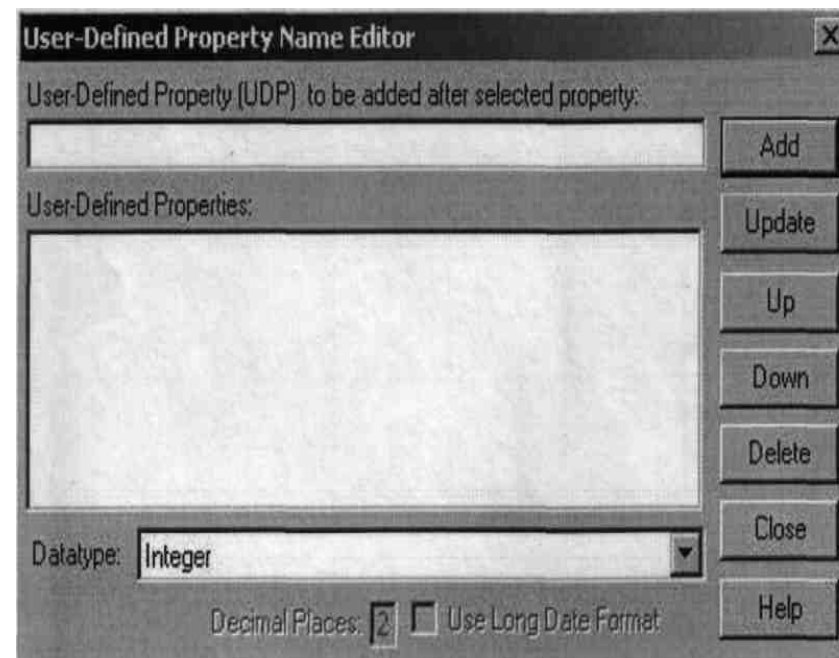 User-Defined Property Name Editor
User-Defined Property (UDP) to be added after selected property:
Add
User-Defined Properties:
Update
Up
Down
Delete
Close
Datatype: Integer
Decimal Places: 2 Use Long Date Format
Help